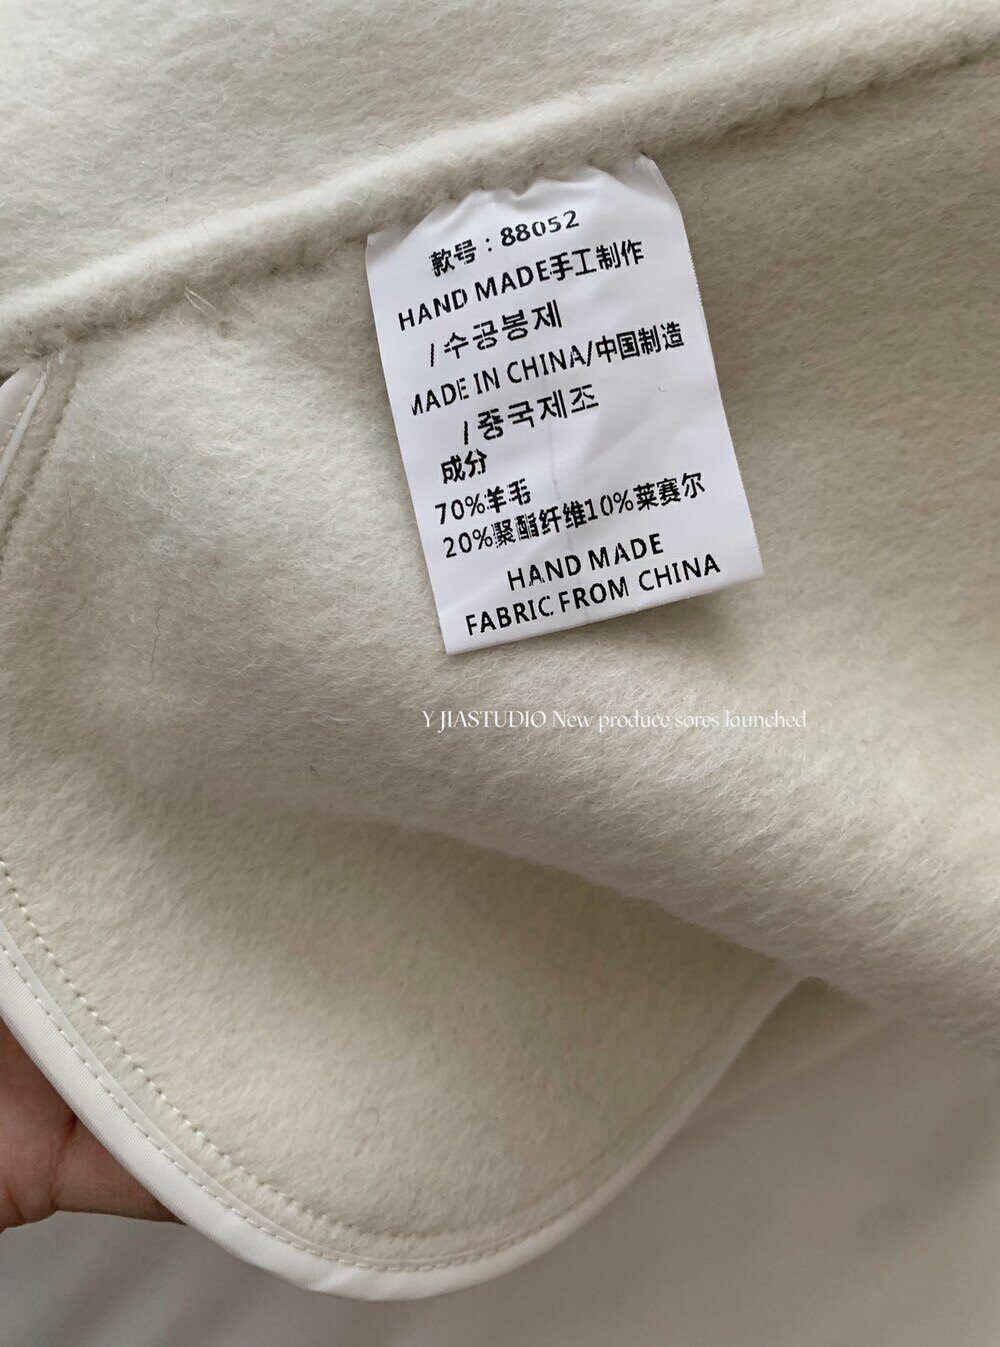 款号：88052
HAND MADE手工制作
/수공봉제
MADE IN CHINA/中国制造
/중국제조
成分
70%羊毛
20%聚酯纤维10%莱赛尔
HAND MADE
FABRIC FROM CHINA
Y JIASTUDIO New produce sores launched